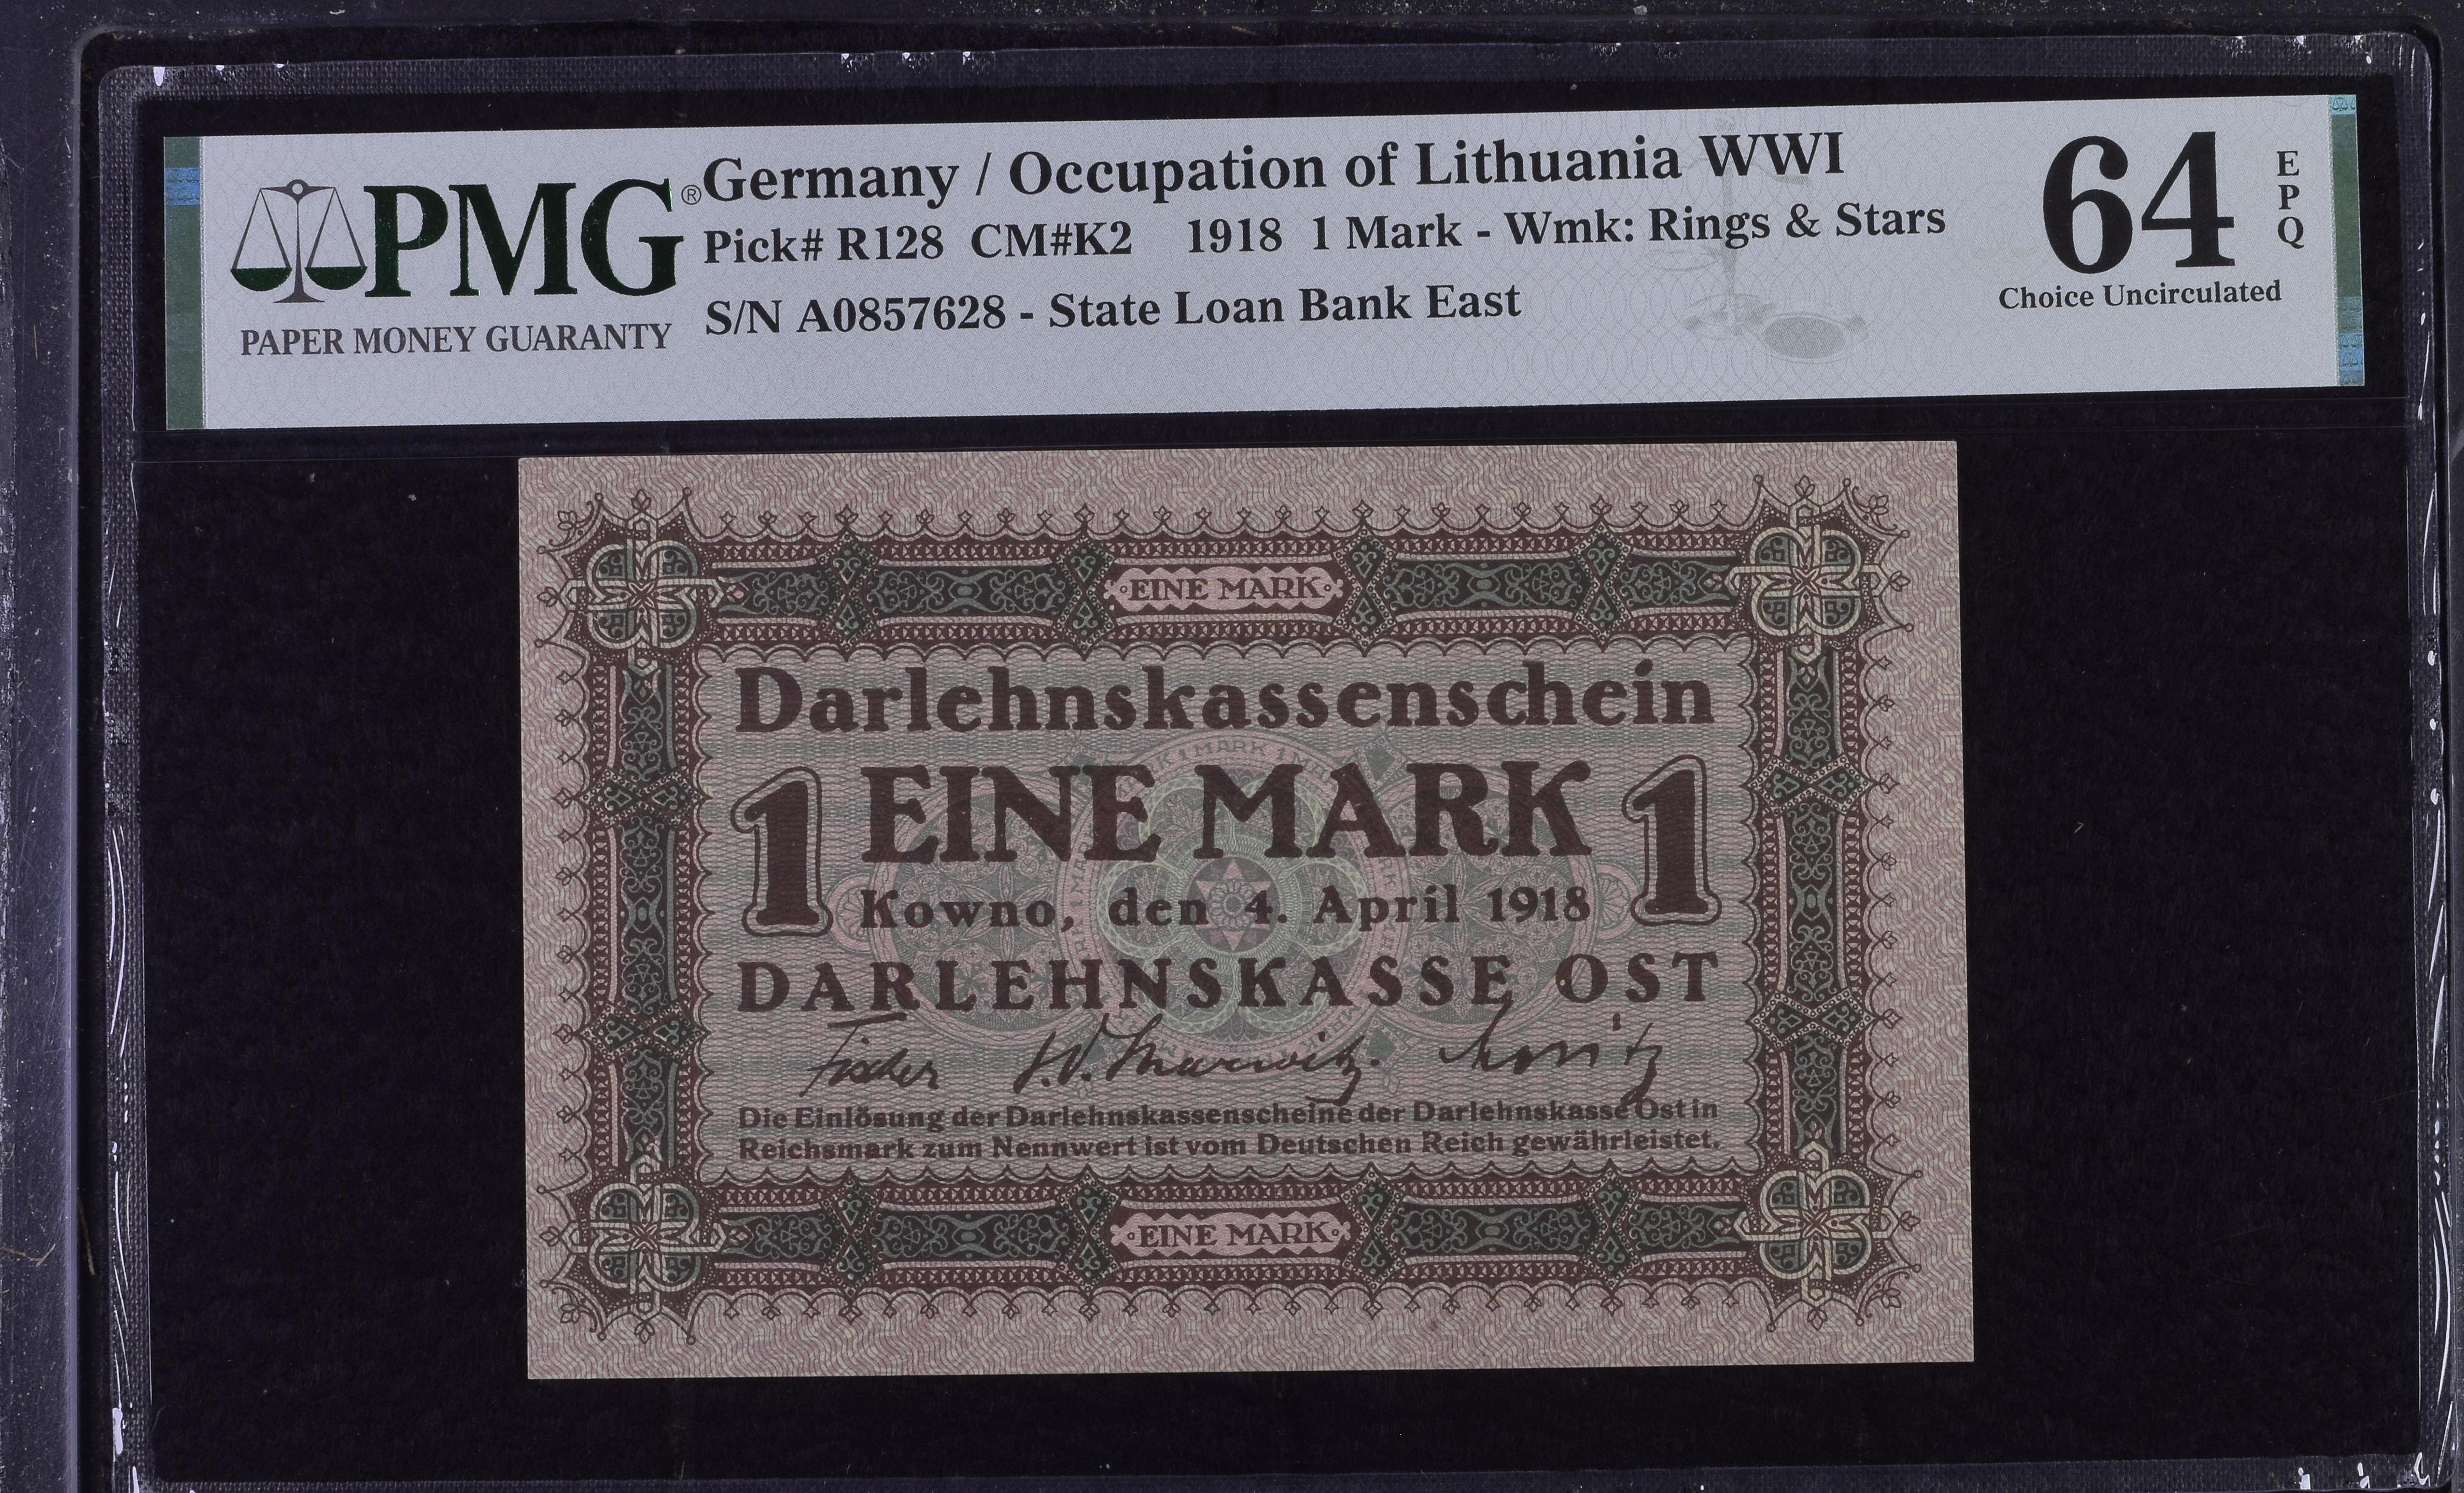 PMG®
PAPER MONEY GUARANTY
Germany / Occupation of Lithuania WWI
Pick# R128 CM#K2 1918 1 Mark - Wmk: Rings & Stars
S/N A0857628 - State Loan Bank East
64
EPQ
Choice Uncirculated
◦EINE MARK◦
Darlehnskassenschein
1 EINE MARK 1
Kowno, den 4. April 1918
DARLEHNSKASSE OST
Fischer
Die Einlösung der Darlehnskassenscheine der Darlehnskasse Ost in
Reichsmark zum Nennwert ist vom Deutschen Reich gewährleistet.
◦EINE MARK◦